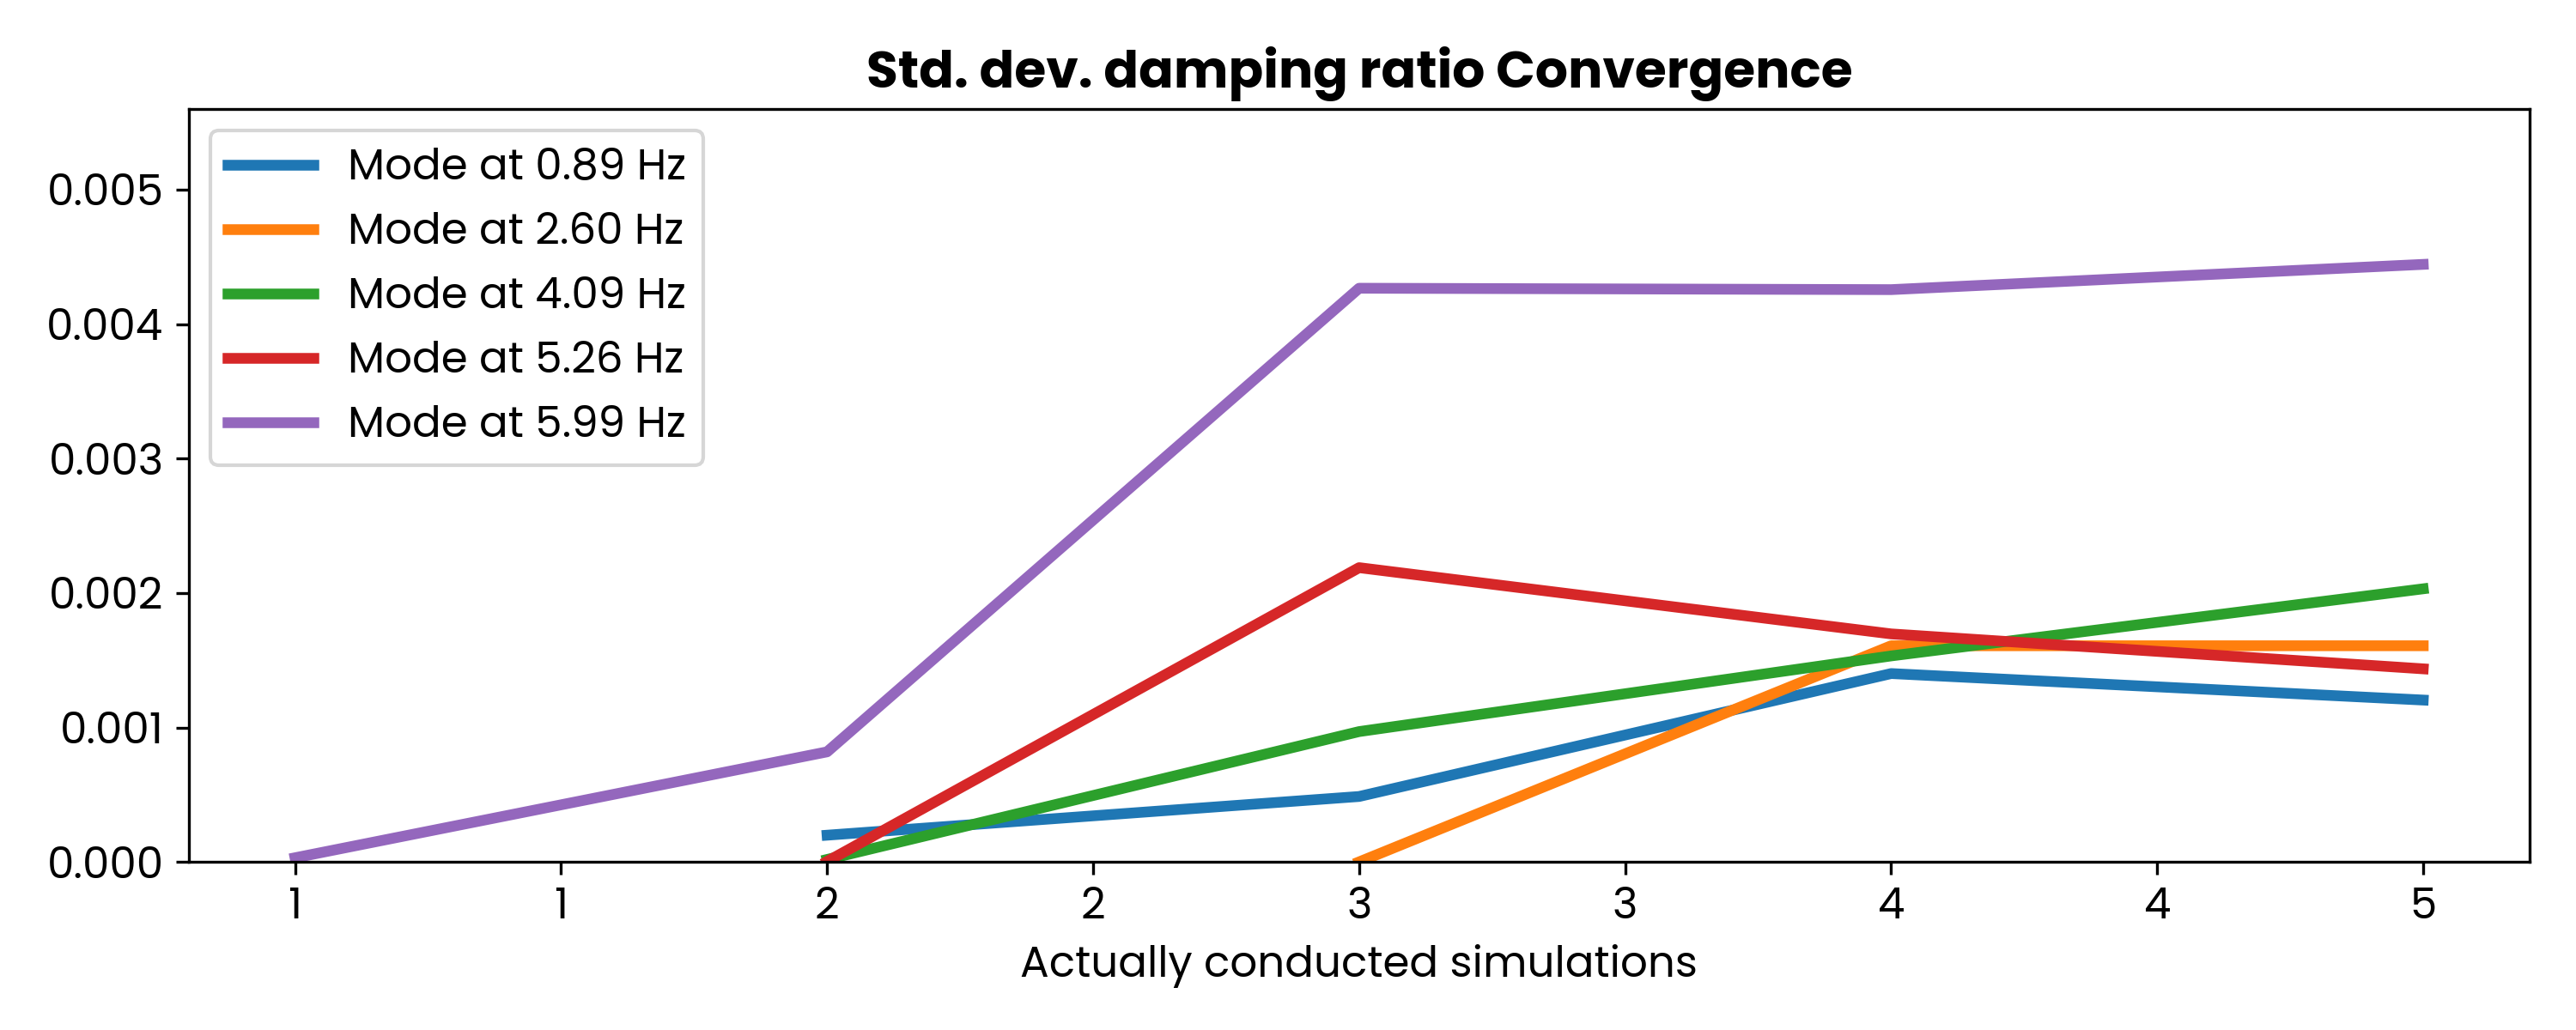 Std. dev. damping ratio Convergence
Mode at 0.89 Hz
Mode at 2.60 Hz
Mode at 4.09 Hz
Mode at 5.26 Hz
Mode at 5.99 Hz
0.005
0.004
0.003
0.002
0.001
0.000
1 1 2 2 3 3 4 4 5
Actually conducted simulations